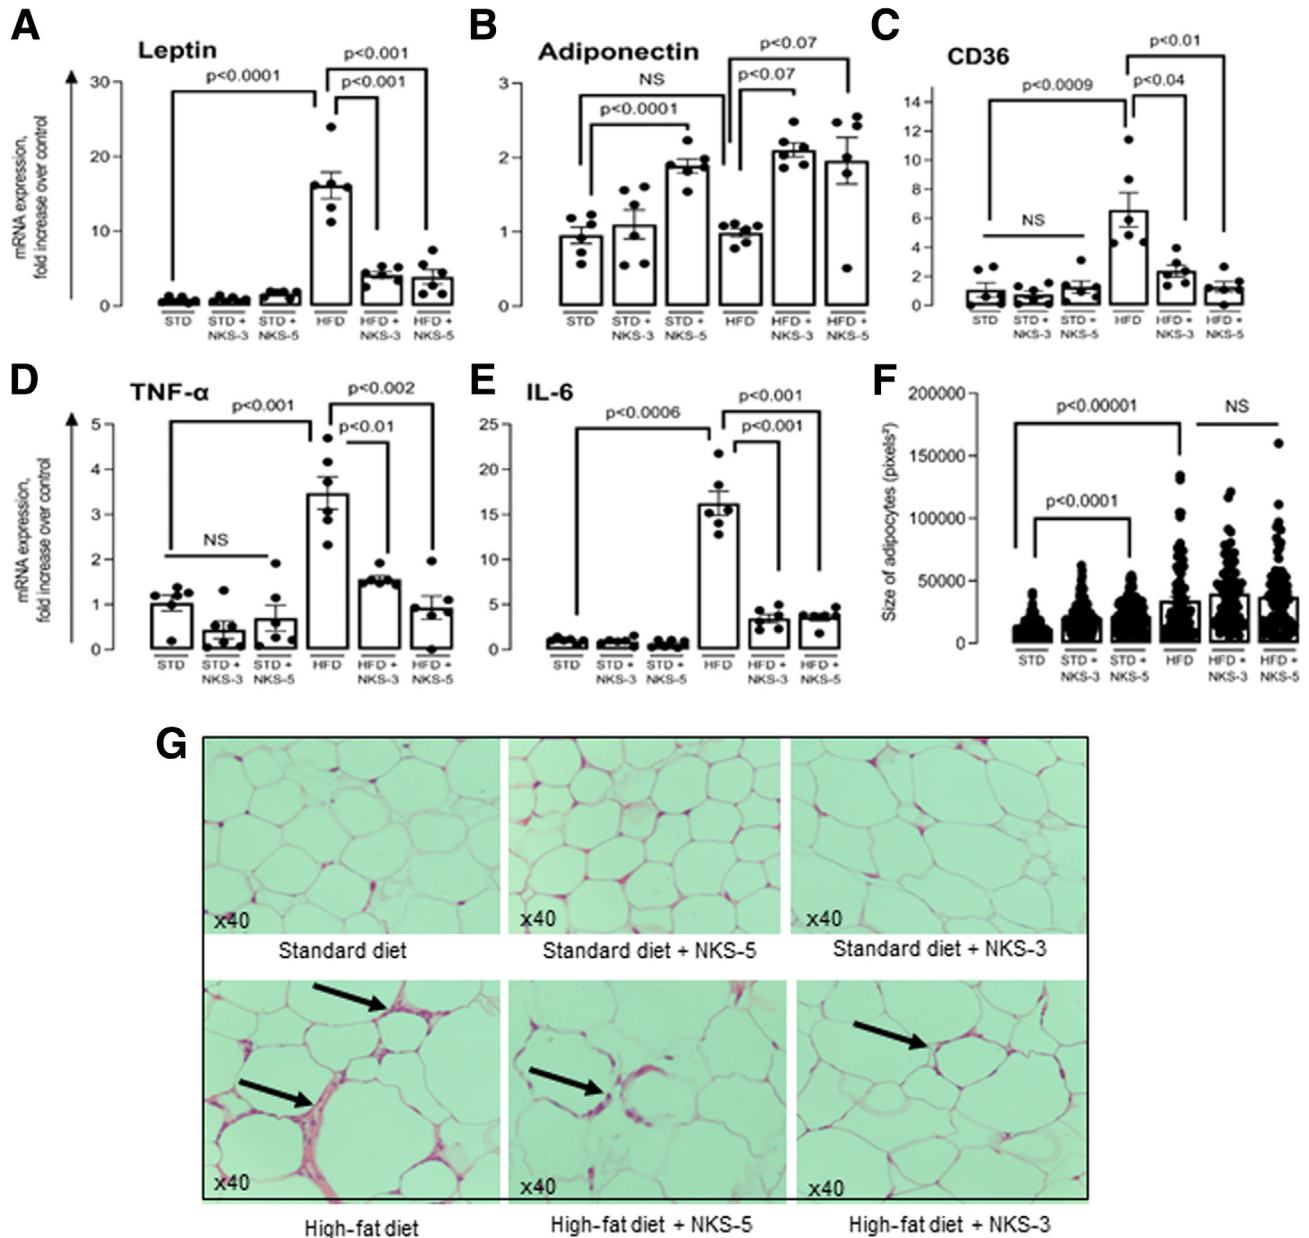 A
Leptin
mRNA expression,
fold increase over control
30
20
10
0
p<0.0001
p<0.001
p<0.001
STD
STD +
NKS-3
STD +
NKS-5
HFD
HFD +
NKS-3
HFD +
NKS-5
B
Adiponectin
3
2
1
0
NS
p<0.0001
p<0.07
p<0.07
STD
STD +
NKS-3
STD +
NKS-5
HFD
HFD +
NKS-3
HFD +
NKS-5
C
CD36
14
12
10
8
6
4
2
0
p<0.0009
NS
p<0.01
p<0.04
STD
STD +
NKS-3
STD +
NKS-5
HFD
HFD +
NKS-3
HFD +
NKS-5
D
TNF-α
mRNA expression,
fold increase over control
5
4
3
2
1
0
p<0.001
NS
p<0.002
p<0.01
STD
STD +
NKS-3
STD +
NKS-5
HFD
HFD +
NKS-3
HFD +
NKS-5
E
IL-6
25
20
15
10
5
0
p<0.0006
p<0.001
p<0.001
STD
STD +
NKS-3
STD +
NKS-5
HFD
HFD +
NKS-3
HFD +
NKS-5
F
Size of adipocytes (pixels²)
200000
150000
100000
50000
0
p<0.00001
NS
p<0.0001
STD
STD +
NKS-3
STD +
NKS-5
HFD
HFD +
NKS-3
HFD +
NKS-5
G
x40
x40
x40
Standard diet
Standard diet + NKS-5
Standard diet + NKS-3
x40
x40
x40
High-fat diet
High-fat diet + NKS-5
High-fat diet + NKS-3